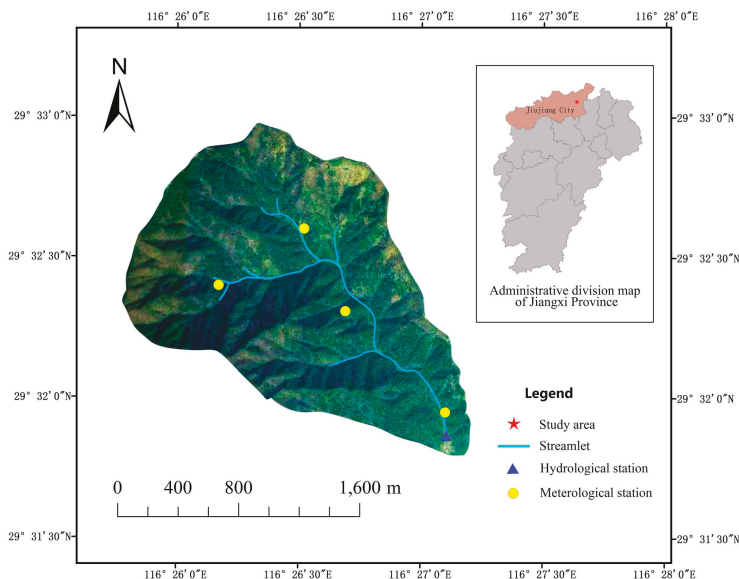 116° 26′0″E
116° 26′30″E
116° 27′0″E
116° 27′30″E
116° 28′0″E
N
Jiujiang City
29° 33′0″N
29° 33′0″N
29° 32′30″N
29° 32′30″N
Administrative division map
of Jiangxi Province
29° 32′0″N
29° 32′0″N
Legend
Study area
Streamlet
Hydrological station
Meterological station
0 400 800 1,600 m
29° 31′30″N
29° 31′30″N
116° 26′0″E
116° 26′30″E
116° 27′0″E
116° 27′30″E
116° 28′0″E